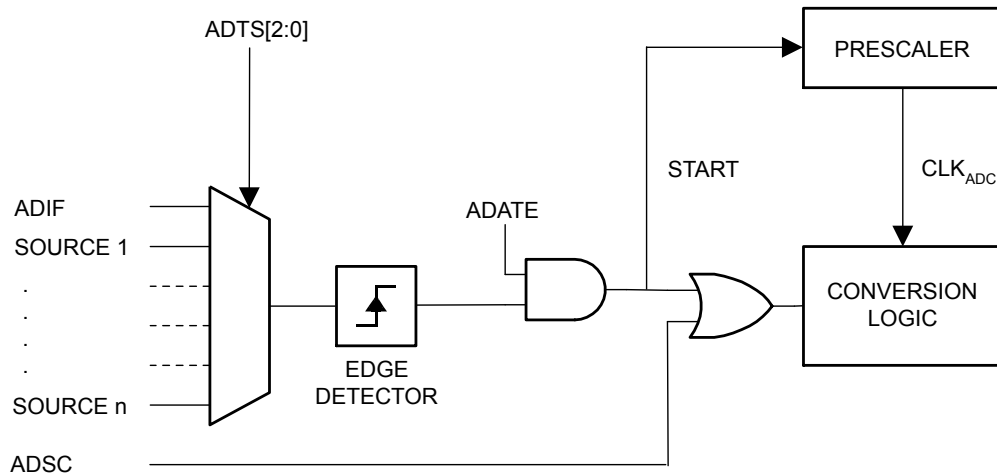 ADTS[2:0]
PRESCALER
START
CLKADC
ADIF
ADATE
SOURCE 1
.
.
.
.
CONVERSION
LOGIC
EDGE
DETECTOR
SOURCE n
ADSC